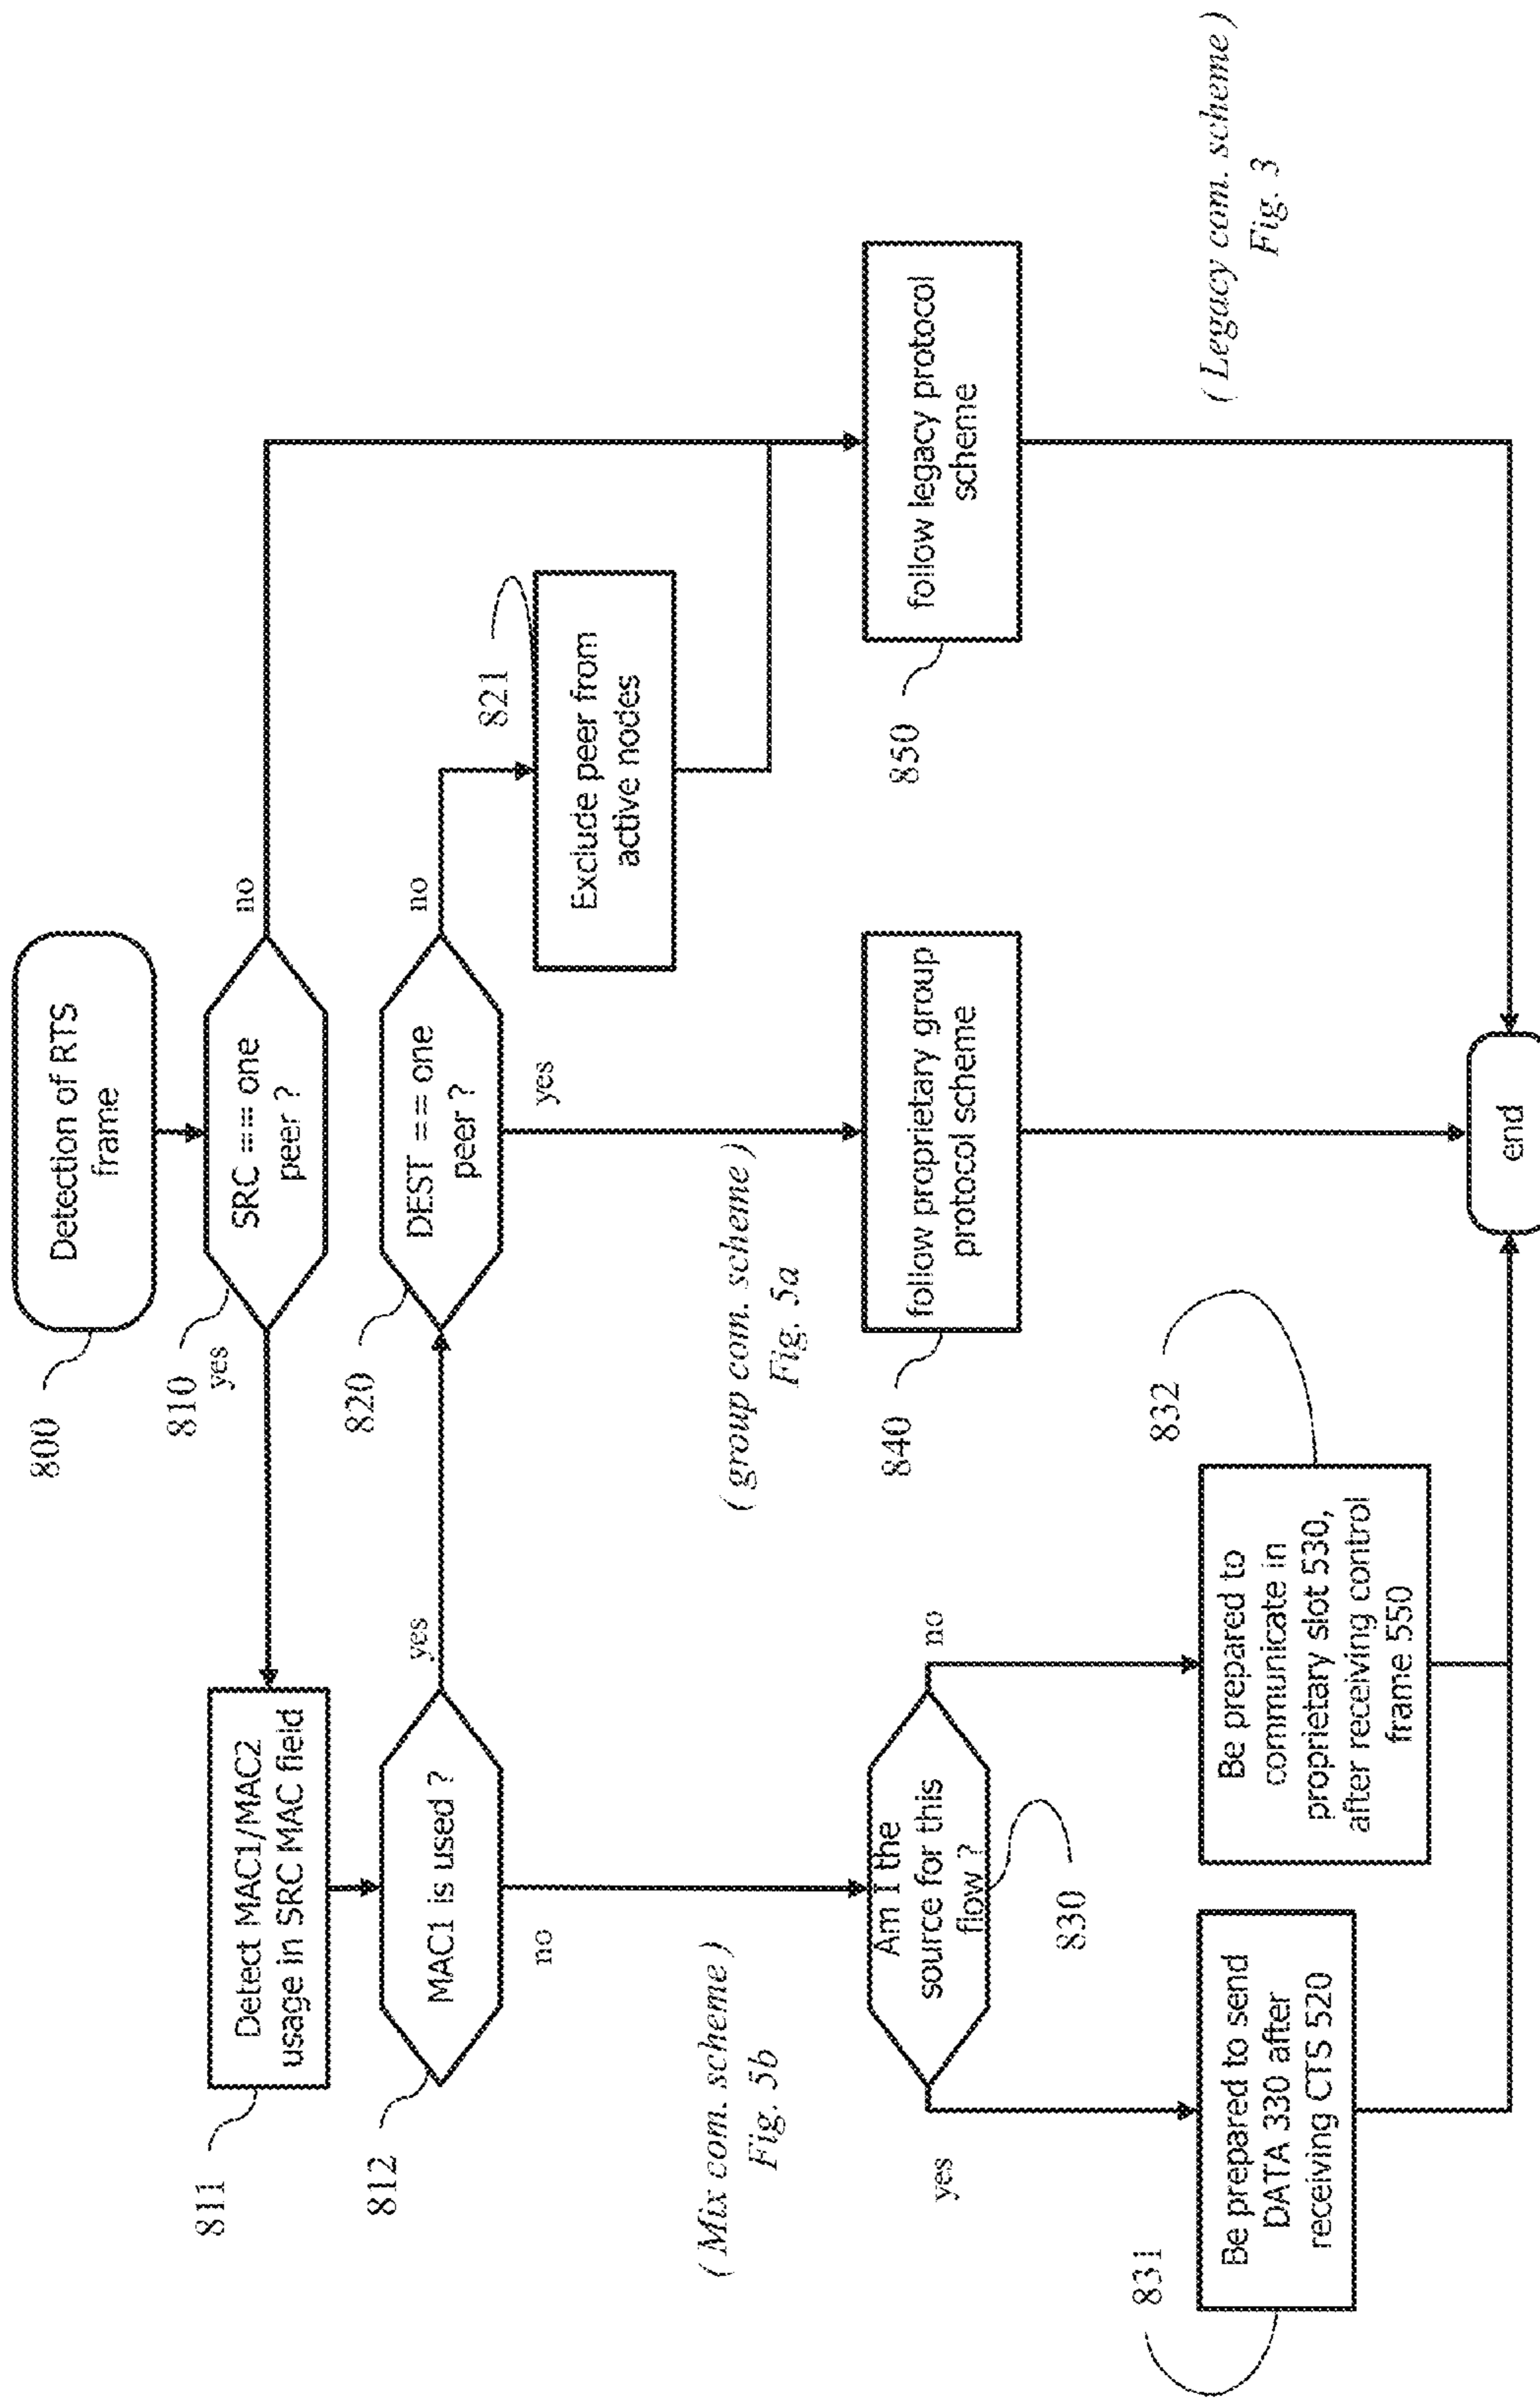 800
Detection of RTS
frame
810
SRC == one
peer ?
yes
no
811
Detect MAC1/MAC2
usage in SRC MAC field
812
MAC1 is used ?
yes
no
820
DEST == one
peer ?
no
yes
821
Exclude peer from
active nodes
( Mix com. scheme )
Fig. 5b
( group com. scheme )
Fig. 5a
Am I the
source for this
flow ?
830
yes
no
840
follow proprietary group
protocol scheme
850
follow legacy protocol
scheme
831
Be prepared to send
DATA 330 after
receiving CTS 520
832
Be prepared to
communicate in
proprietary slot 530,
after receiving control
frame 550
( Legacy com. scheme )
Fig. 3
end